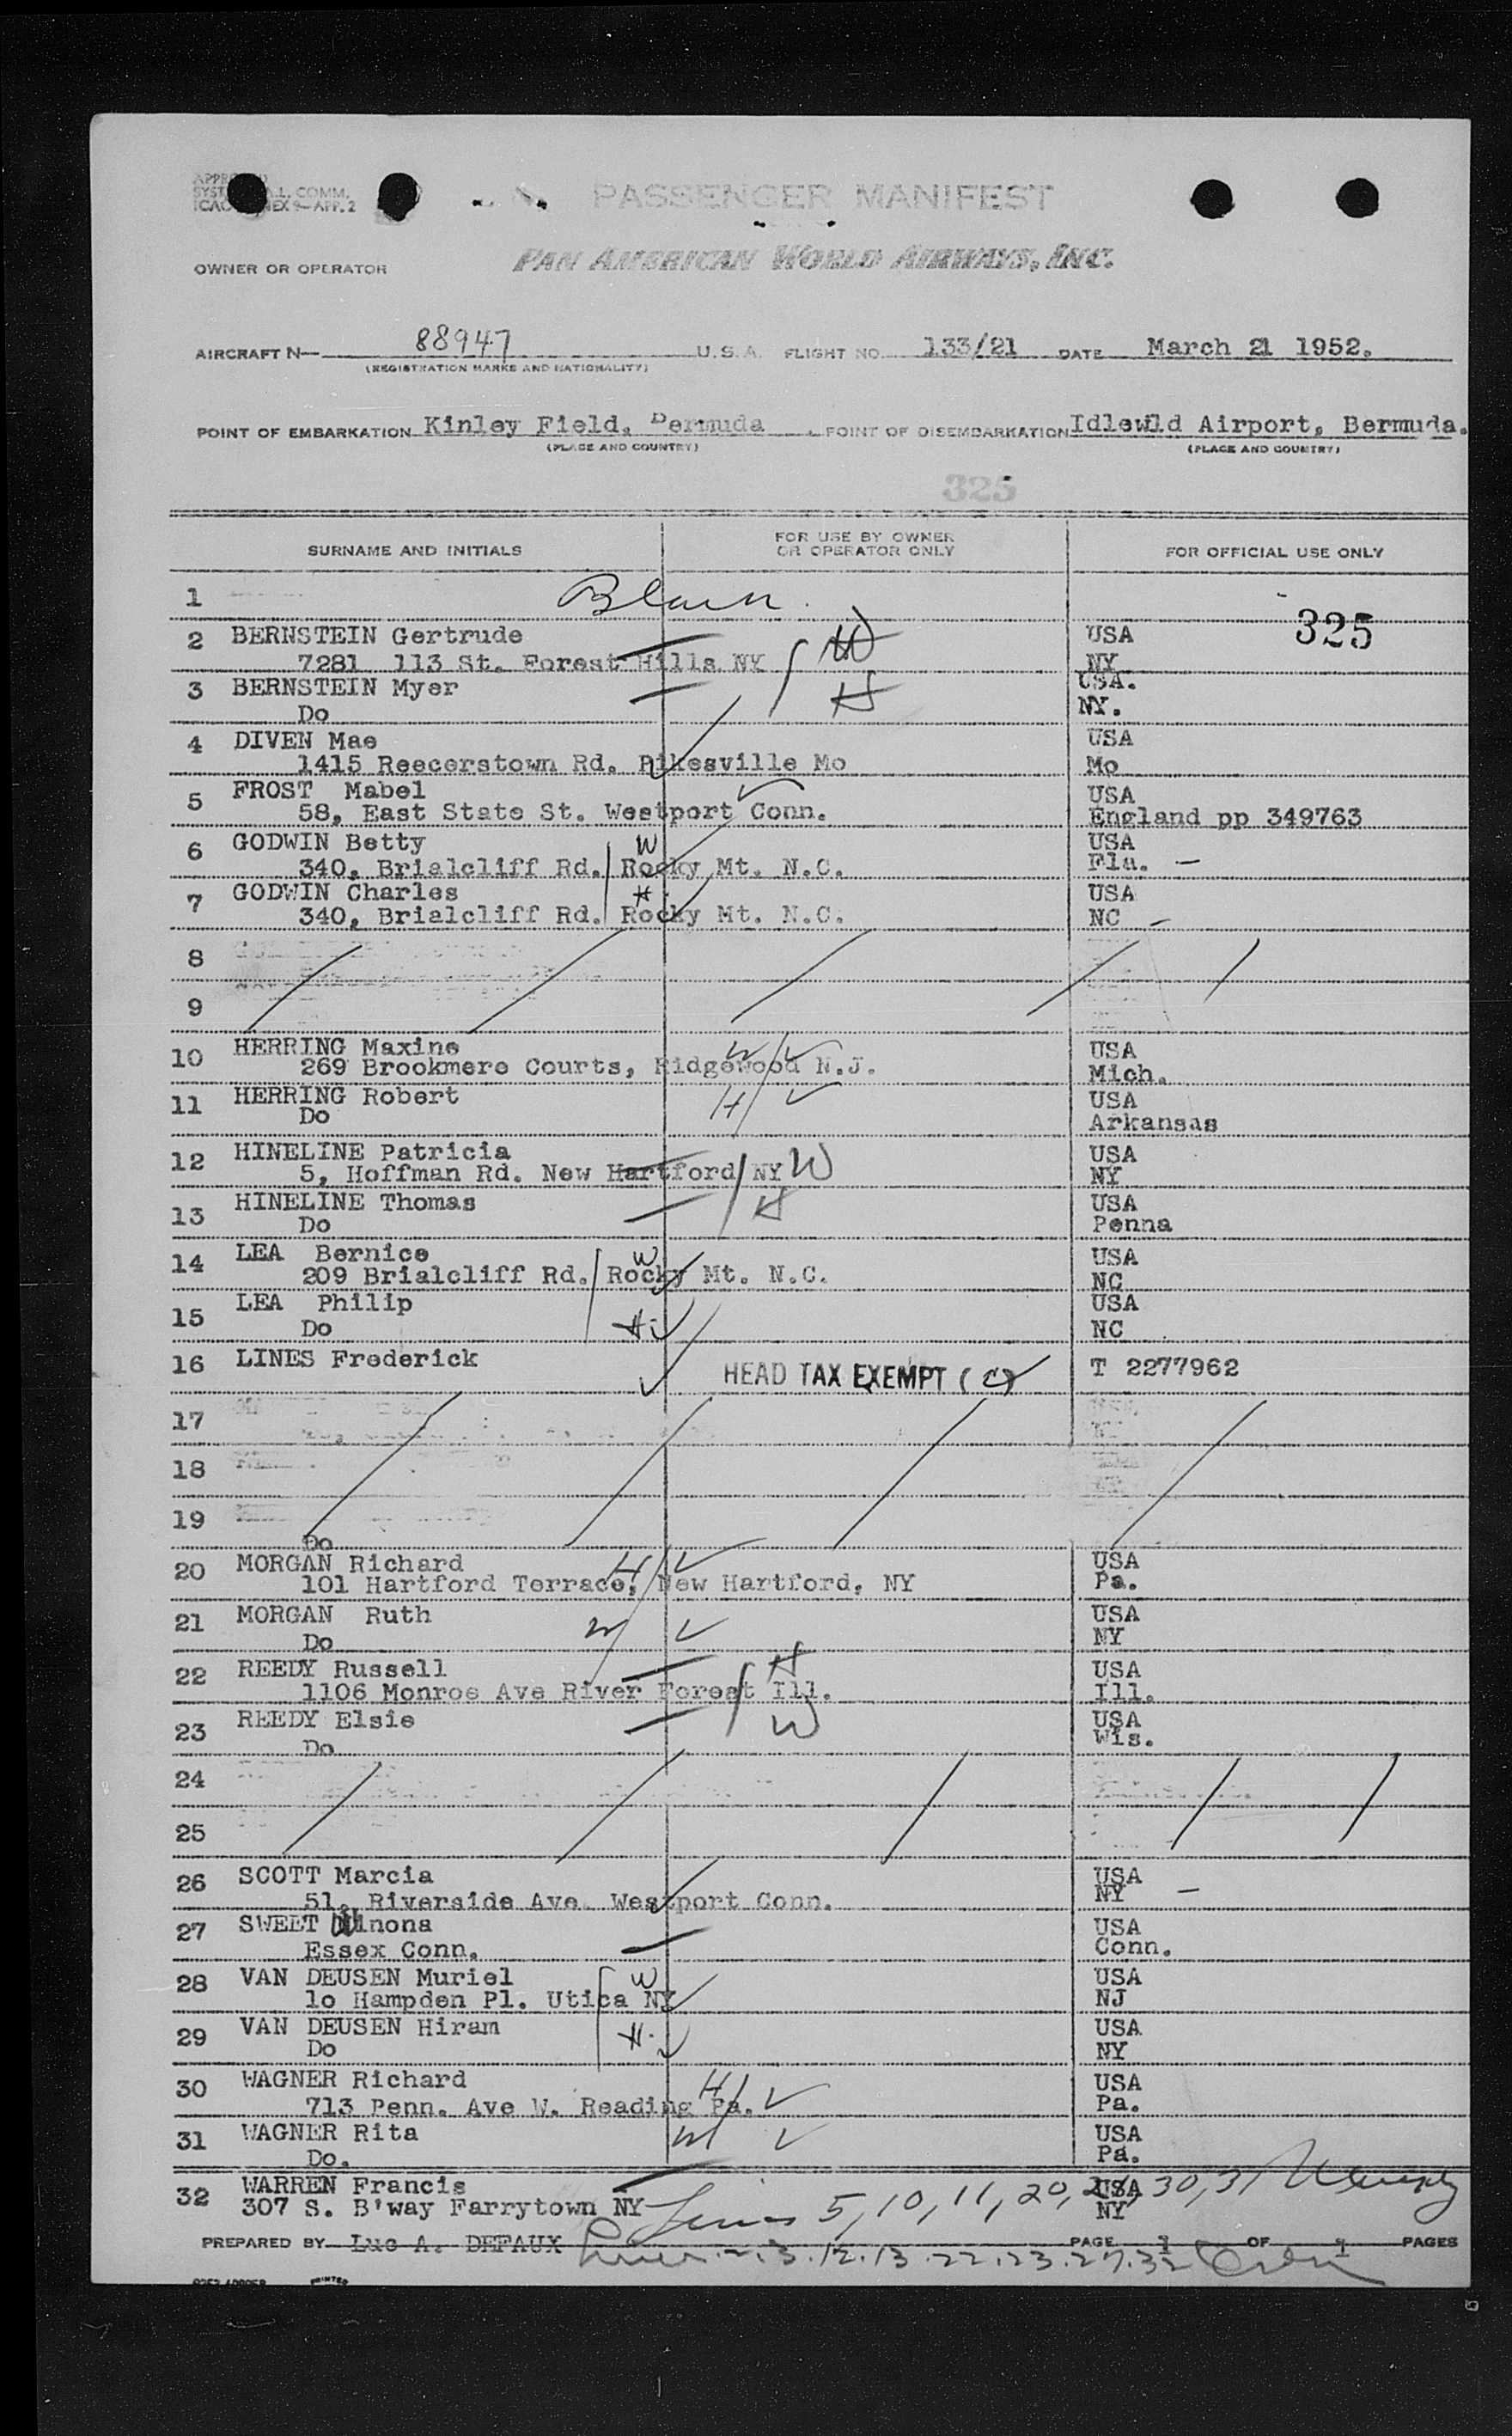 PASSENGER MANIFEST
OWNER OR OPERATOR PAN AMERICAN WORLD AIRWAYS, INC.
AIRCRAFT N— 88947 U.S.A. FLIGHT NO. 133/21 DATE March 21 1952.
(REGISTRATION MARKS AND NATIONALITY)
POINT OF EMBARKATION Kinley Field, Bermuda. POINT OF DISEMBARKATION Idlewild Airport, Bermuda.
(PLACE AND COUNTRY) (PLACE AND COUNTRY)
325
SURNAME AND INITIALS FOR USE BY OWNER OR OPERATOR ONLY FOR OFFICIAL USE ONLY
1
325
2 BERNSTEIN Gertrude W USA
7281 113 St. Forest Hills NY NY
3 BERNSTEIN Myer H USA.
Do NY.
4 DIVEN Mae USA
1415 Reecerstown Rd. Pikesville Mo Mo
5 FROST Mabel USA
58, East State St. Westport Conn. England pp 349763
6 GODWIN Betty W USA
340, Brialcliff Rd. Rocky Mt. N.C. Fla. —
7 GODWIN Charles H USA
340, Brialcliff Rd. Rocky Mt. N.C. NC —
8
9
10 HERRING Maxine W USA
269 Brookmere Courts, Ridgewood N.J. Mich.
11 HERRING Robert H USA
Do Arkansas
12 HINELINE Patricia W USA
5, Hoffman Rd. New Hartford NY NY
13 HINELINE Thomas H USA
Do Penna
14 LEA Bernice W USA
209 Brialcliff Rd. Rocky Mt. N.C. NC
15 LEA Philip H USA
Do NC
16 LINES Frederick HEAD TAX EXEMPT (C) T 2277962
17
18
19
Do
20 MORGAN Richard H USA
101 Hartford Terrace, New Hartford, NY Pa.
21 MORGAN Ruth W USA
Do NY
22 REEDY Russell H USA
1106 Monroe Ave River Forest Ill. Ill.
23 REEDY Elsie W USA
Do Wis.
24
25
26 SCOTT Marcia USA
51, Riverside Ave. Westport Conn. NY —
27 SWEET Winona USA
Essex Conn. Conn.
28 VAN DEUSEN Muriel W USA
10 Hampden Pl. Utica NY NJ
29 VAN DEUSEN Hiram H USA
Do NY
30 WAGNER Richard H USA
713 Penn. Ave W. Reading Pa. Pa.
31 WAGNER Rita W USA
Do. Pa.
32 WARREN Francis USA
307 S. B'way Farrytown NY NY
Lines 5, 10, 11, 20, 21, 30, 31
PREPARED BY Luc A. DEFAUX PAGE 1 OF 1 PAGES
Lines 2.3.12.13.22.23.27.32